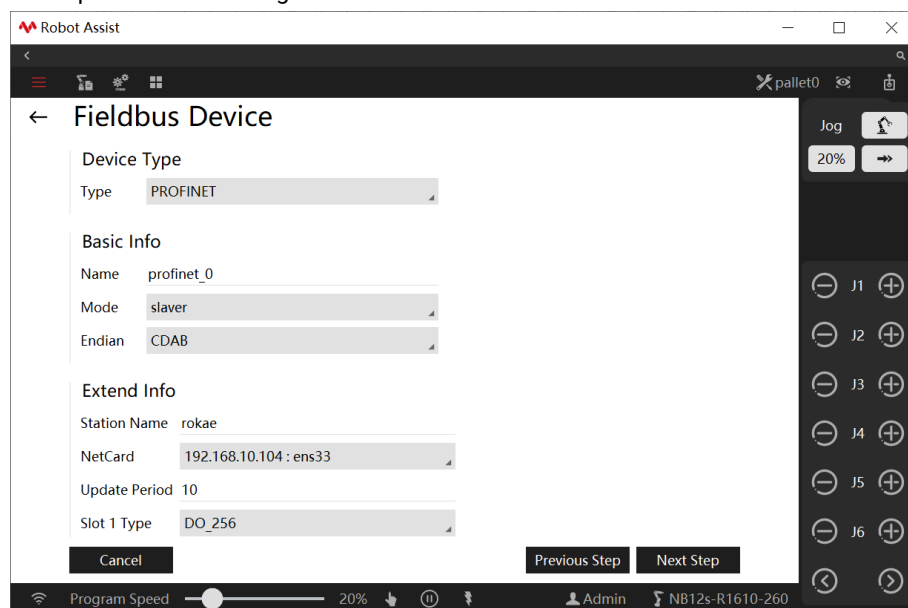 Robot Assist
pallet0
Fieldbus Device
Device Type
Type PROFINET
Basic Info
Name profinet_0
Mode slaver
Endian CDAB
Extend Info
Station Name rokae
NetCard 192.168.10.104 : ens33
Update Period 10
Slot 1 Type DO_256
Cancel Previous Step Next Step
Jog
20%
J1
J2
J3
J4
J5
J6
Program Speed 20% Admin NB12s-R1610-260